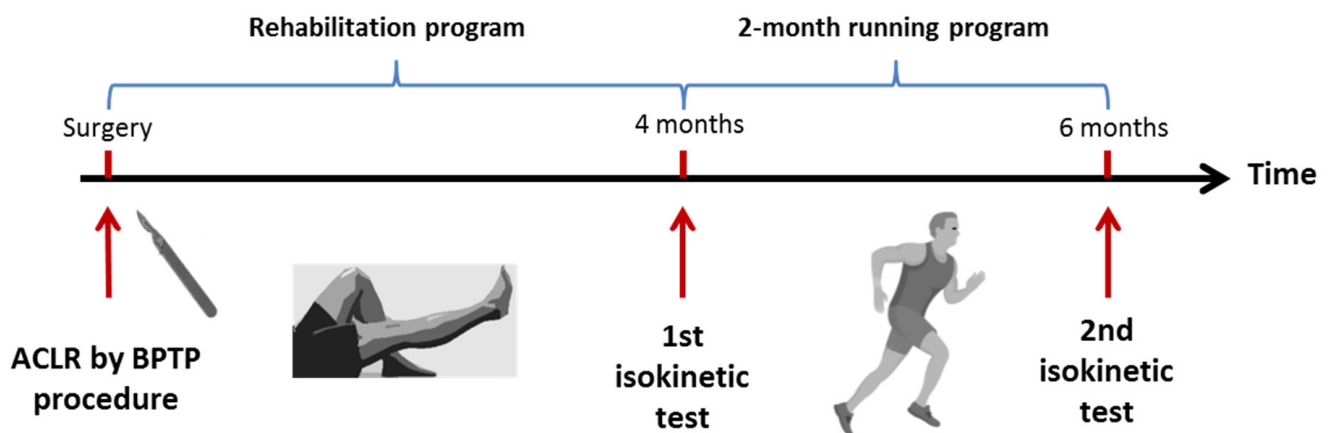 Rehabilitation program
2-month running program
Surgery
4 months
6 months
Time
ACLR by BPTP
procedure
1st
isokinetic
test
2nd
isokinetic
test